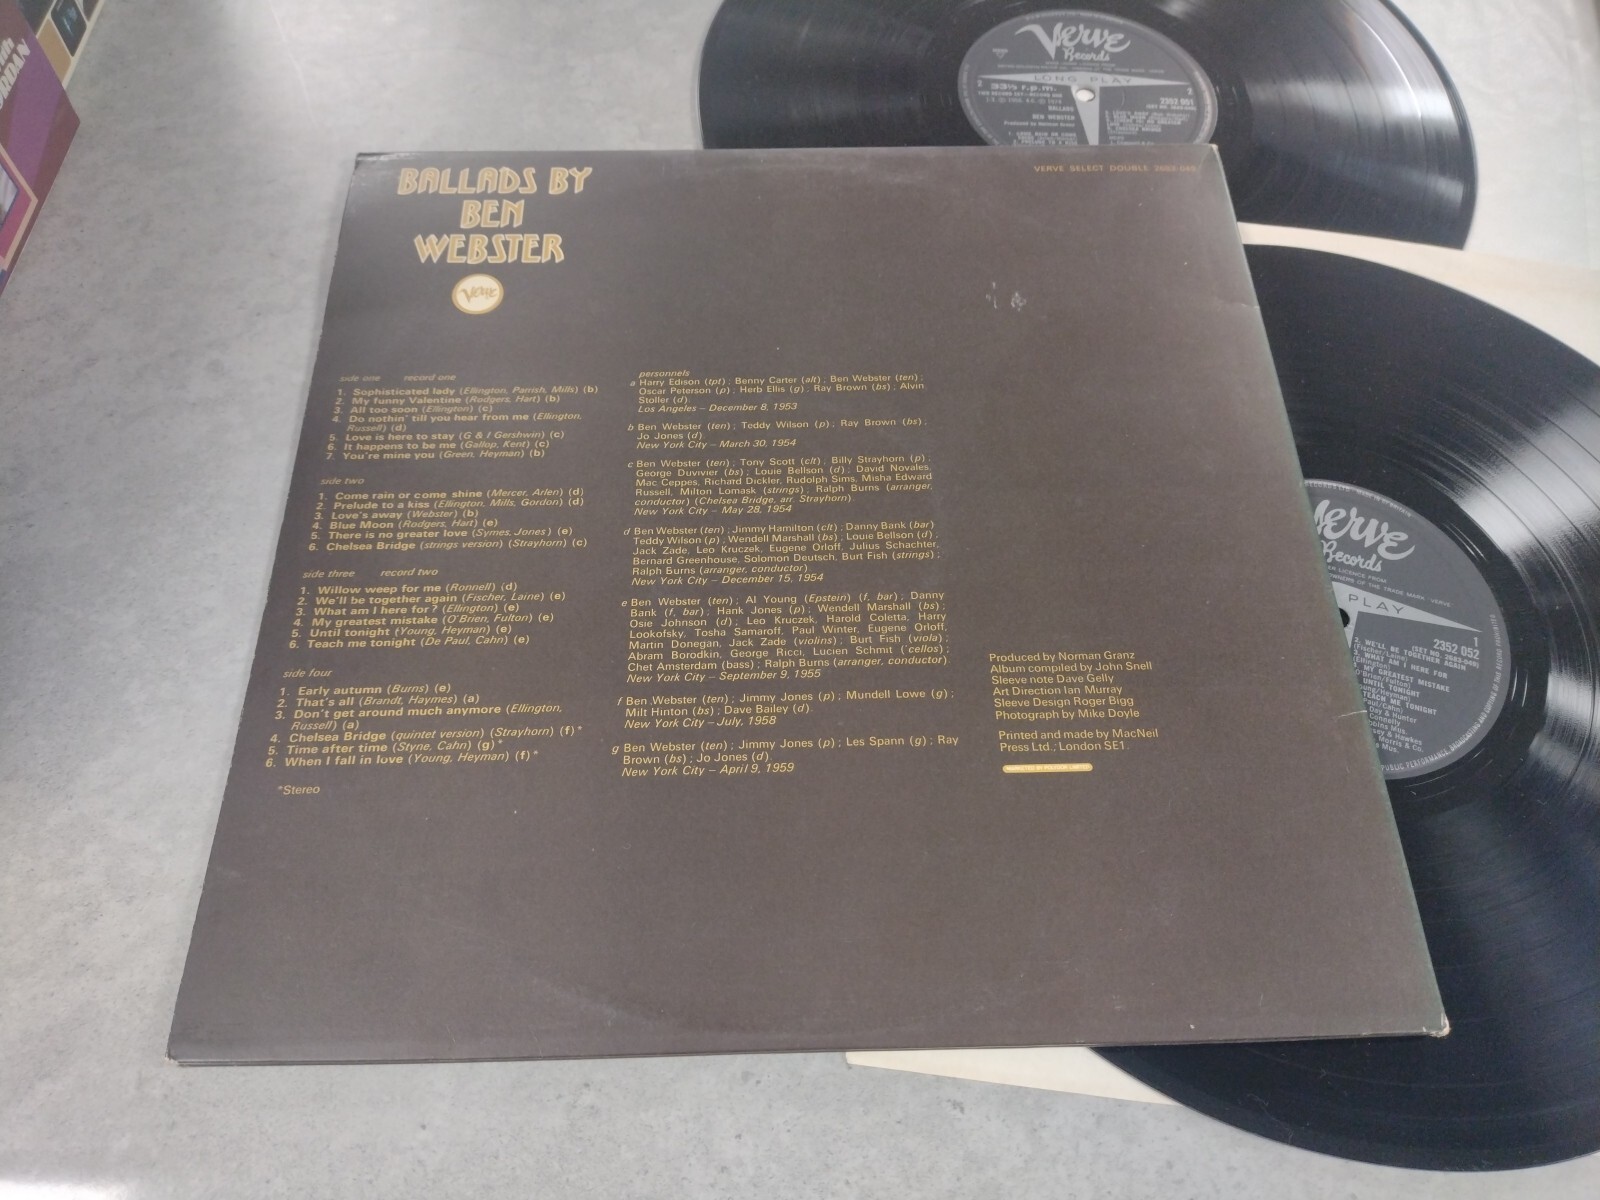 BALLADS BY
BEN
WEBSTER
Verve
VERVE SELECT DOUBLE
side one record one
1. Sophisticated lady (Ellington, Parrish, Mills) (b)
2. My funny Valentine (Rodgers, Hart) (b)
3. All too soon (Ellington) (c)
4. Do nothin' till you hear from me (Ellington,
Russell) (d)
5. Love is here to stay (G & I Gershwin) (c)
6. It happens to be me (Gallop, Kent) (c)
7. You're mine you (Green, Heyman) (b)
side two
1. Come rain or come shine (Mercer, Arlen) (d)
2. Prelude to a kiss (Ellington, Mills, Gordon) (d)
3. Love's away (Webster) (b)
4. Blue Moon (Rodgers, Hart) (e)
5. There is no greater love (Symes, Jones) (e)
6. Chelsea Bridge (strings version) (Strayhorn) (c)
side three record two
1. Willow weep for me (Ronnell) (d)
2. We'll be together again (Fischer, Laine) (e)
3. What am I here for? (Ellington) (e)
4. My greatest mistake (O'Brien, Fulton) (e)
5. Until tonight (Young, Heyman) (e)
6. Teach me tonight (De Paul, Cahn) (e)
side four
1. Early autumn (Burns) (e)
2. That's all (Brandt, Haymes) (a)
3. Don't get around much anymore (Ellington,
Russell) (a)
4. Chelsea Bridge (quintet version) (Strayhorn) (f)*
5. Time after time (Styne, Cahn) (g)*
6. When I fall in love (Young, Heyman) (f)*
*Stereo
personnels
a Harry Edison (tpt); Benny Carter (alt); Ben Webster (ten);
Oscar Peterson (p); Herb Ellis (g); Ray Brown (bs); Alvin
Stoller (d).
Los Angeles – December 8, 1953
b Ben Webster (ten); Teddy Wilson (p); Ray Brown (bs);
Jo Jones (d)
New York City – March 30, 1954
c Ben Webster (ten); Tony Scott (clt); Billy Strayhorn (p);
George Duvivier (bs); Louie Bellson (d); David Novales,
Mac Ceppes, Richard Dickler, Rudolph Sims, Misha Edward
Russell, Milton Lomask (strings); Ralph Burns (arranger,
conductor) (Chelsea Bridge, arr. Strayhorn).
New York City – May 28, 1954
d Ben Webster (ten); Jimmy Hamilton (clt); Danny Bank (bar)
Teddy Wilson (p); Wendell Marshall (bs); Louie Bellson (d);
Jack Zade, Leo Kruczek, Eugene Orloff, Julius Schachter,
Bernard Greenhouse, Solomon Deutsch, Burt Fish (strings);
Ralph Burns (arranger, conductor)
New York City – December 15, 1954
e Ben Webster (ten); Al Young (Epstein) (f. bar); Danny
Bank (f, bar); Hank Jones (p); Wendell Marshall (bs);
Osie Johnson (d); Leo Kruczek, Harold Coletta, Harry
Lookofsky, Tosha Samaroff, Paul Winter, Eugene Orloff,
Martin Donegan, Jack Zade (violins); Burt Fish (viola);
Abram Borodkin, George Ricci, Lucien Schmit ('cellos);
Chet Amsterdam (bass); Ralph Burns (arranger, conductor).
New York City – September 9, 1955
f Ben Webster (ten); Jimmy Jones (p); Mundell Lowe (g);
Milt Hinton (bs); Dave Bailey (d)
New York City – July, 1958
g Ben Webster (ten); Jimmy Jones (p); Les Spann (g); Ray
Brown (bs); Jo Jones (d).
New York City – April 9, 1959
Produced by Norman Granz
Album compiled by John Snell
Sleeve note Dave Gelly
Art Direction Ian Murray
Sleeve Design Roger Bigg
Photograph by Mike Doyle
Printed and made by MacNeil
Press Ltd., London SE1.
MARKETED BY POLYDOR LIMITED
Verve
Records
LONG PLAY
33⅓ r.p.m.
2
2352 051
BALLADS
BEN WEBSTER
Produced by Norman Granz
Verve
Records
PLAY
1
2352 052
(SET NO. 2683-049)
2. WE'LL BE TOGETHER AGAIN
(Fischer/Laine)
3. WHAT AM I HERE FOR
(Ellington)
MY GREATEST MISTAKE
UNTIL TONIGHT
TEACH ME TONIGHT